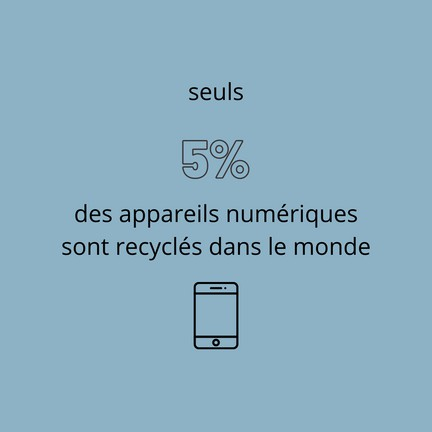 seuls
5%
des appareils numériques
sont recyclés dans le monde